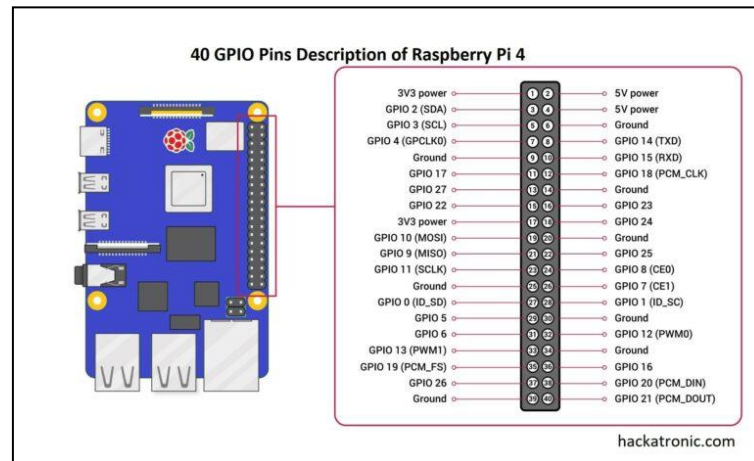 40 GPIO Pins Description of Raspberry Pi 4
3V3 power 1 2 5V power
GPIO 2 (SDA) 3 4 5V power
GPIO 3 (SCL) 5 6 Ground
GPIO 4 (GPCLK0) 7 8 GPIO 14 (TXD)
Ground 9 10 GPIO 15 (RXD)
GPIO 17 11 12 GPIO 18 (PCM_CLK)
GPIO 27 13 14 Ground
GPIO 22 15 16 GPIO 23
3V3 power 17 18 GPIO 24
GPIO 10 (MOSI) 19 20 Ground
GPIO 9 (MISO) 21 22 GPIO 25
GPIO 11 (SCLK) 23 24 GPIO 8 (CE0)
Ground 25 26 GPIO 7 (CE1)
GPIO 0 (ID_SD) 27 28 GPIO 1 (ID_SC)
GPIO 5 29 30 Ground
GPIO 6 31 32 GPIO 12 (PWM0)
GPIO 13 (PWM1) 33 34 Ground
GPIO 19 (PCM_FS) 35 36 GPIO 16
GPIO 26 37 38 GPIO 20 (PCM_DIN)
Ground 39 40 GPIO 21 (PCM_DOUT)
hackatronic.com